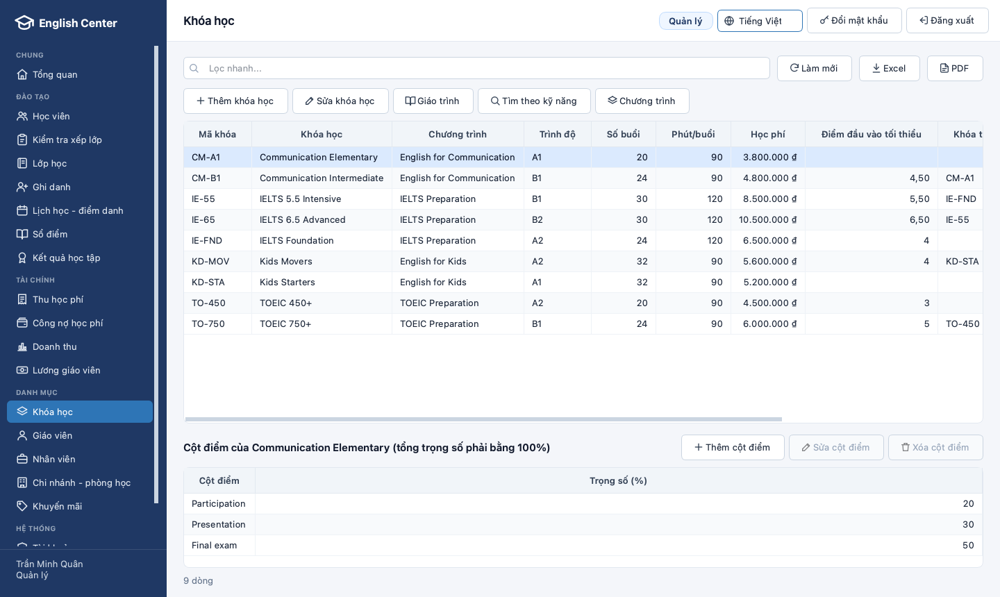 English Center
CHUNG
Tổng quan
ĐÀO TẠO
Học viên
Kiểm tra xếp lớp
Lớp học
Ghi danh
Lịch học - điểm danh
Sổ điểm
Kết quả học tập
TÀI CHÍNH
Thu học phí
Công nợ học phí
Doanh thu
Lương giáo viên
DANH MỤC
Khóa học
Giáo viên
Nhân viên
Chi nhánh - phòng học
Khuyến mãi
HỆ THỐNG
Trần Minh Quân
Quản lý
Khóa học
Quản lý
Tiếng Việt
Đổi mật khẩu
Đăng xuất
Lọc nhanh...
Làm mới
Excel
PDF
Thêm khóa học
Sửa khóa học
Giáo trình
Tìm theo kỹ năng
Chương trình
Mã khóa Khóa học Chương trình Trình độ Số buổi Phút/buổi Học phí Điểm đầu vào tối thiểu Khóa t
CM-A1 Communication Elementary English for Communication A1 20 90 3.800.000 ₫
CM-B1 Communication Intermediate English for Communication B1 24 90 4.800.000 ₫ 4,50 CM-A1
IE-55 IELTS 5.5 Intensive IELTS Preparation B1 30 120 8.500.000 ₫ 5,50 IE-FND
IE-65 IELTS 6.5 Advanced IELTS Preparation B2 30 120 10.500.000 ₫ 6,50 IE-55
IE-FND IELTS Foundation IELTS Preparation A2 24 120 6.500.000 ₫ 4
KD-MOV Kids Movers English for Kids A2 32 90 5.600.000 ₫ 4 KD-STA
KD-STA Kids Starters English for Kids A1 32 90 5.200.000 ₫
TO-450 TOEIC 450+ TOEIC Preparation A2 20 90 4.500.000 ₫ 3
TO-750 TOEIC 750+ TOEIC Preparation B1 24 90 6.000.000 ₫ 5 TO-450
Cột điểm của Communication Elementary (tổng trọng số phải bằng 100%)
Thêm cột điểm
Sửa cột điểm
Xóa cột điểm
Cột điểm Trọng số (%)
Participation 20
Presentation 30
Final exam 50
9 dòng